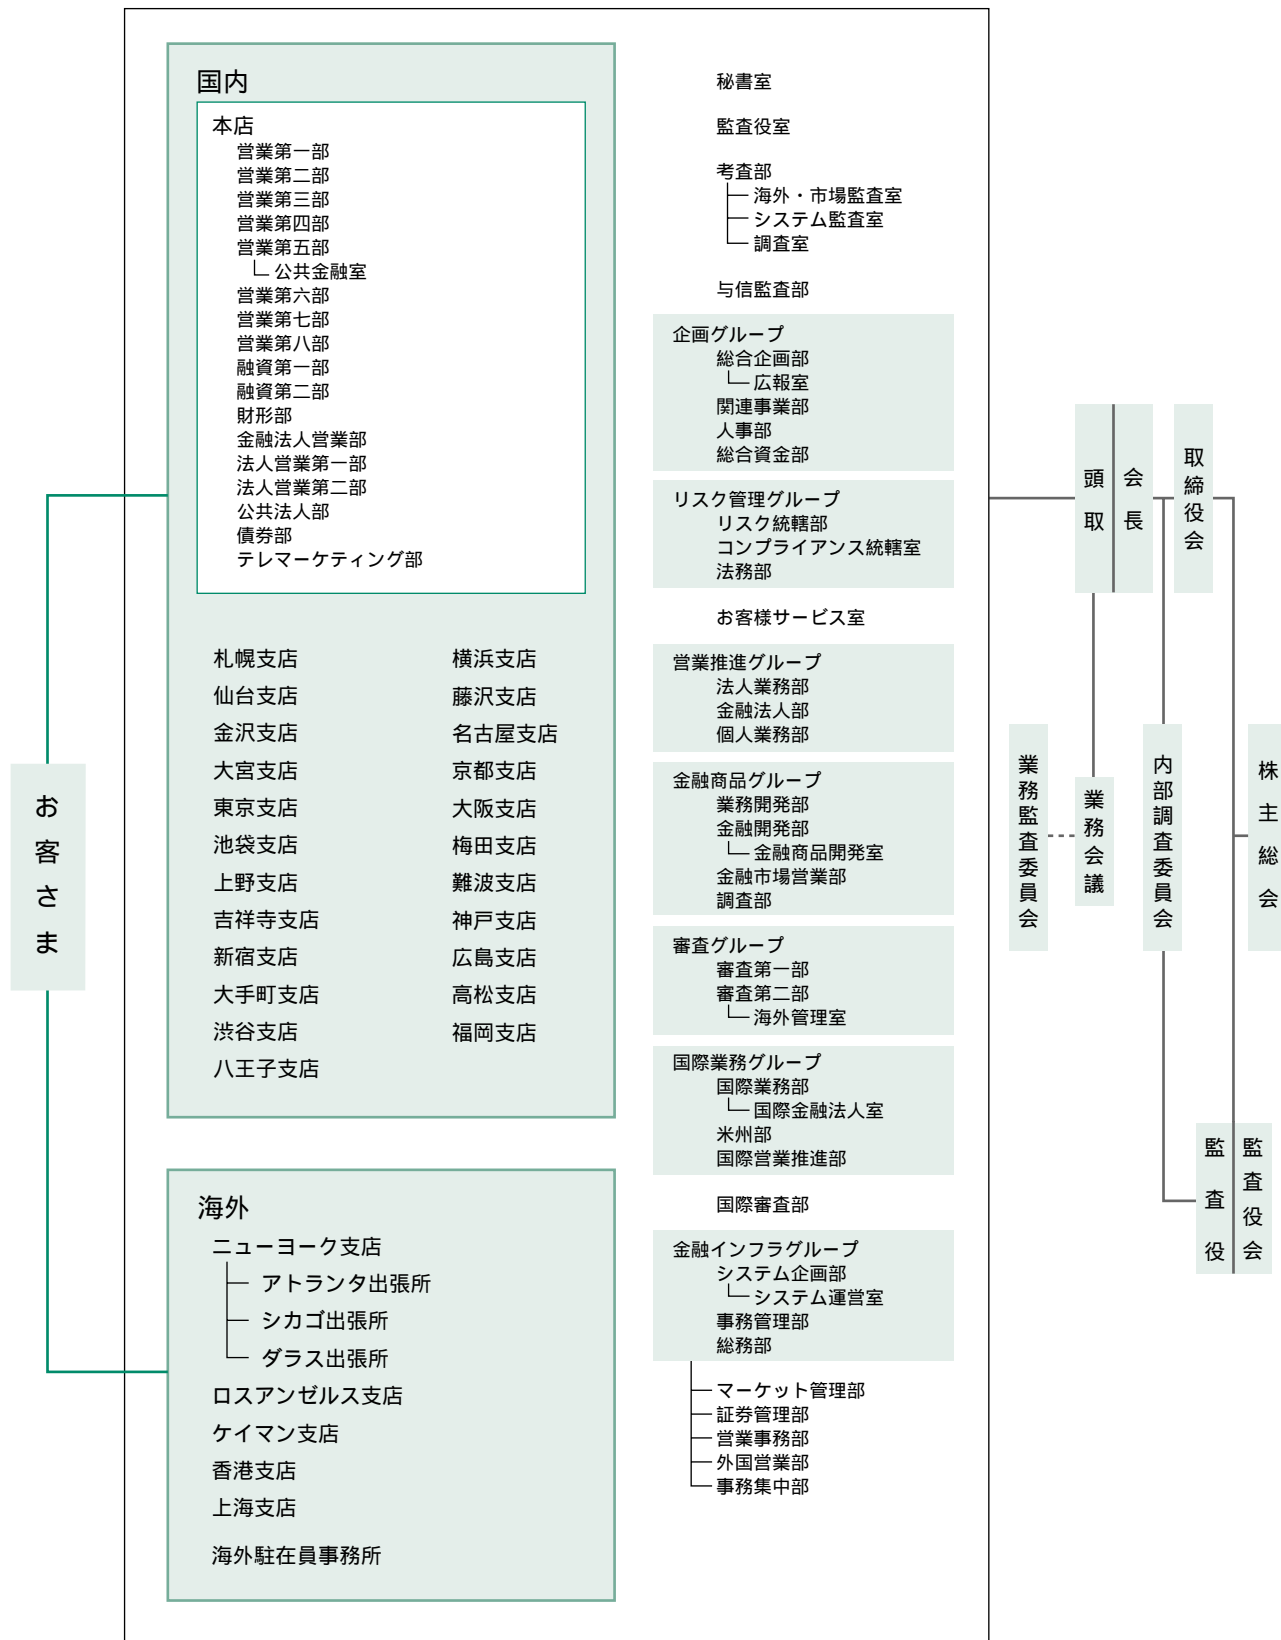 国内
本店
営業第一部
営業第二部
営業第三部
営業第四部
営業第五部
公共金融室
営業第六部
営業第七部
営業第八部
融資第一部
融資第二部
財形部
金融法人営業部
法人営業第一部
法人営業第二部
公共法人部
債券部
テレマーケティング部
札幌支店
仙台支店
金沢支店
大宮支店
東京支店
池袋支店
上野支店
吉祥寺支店
新宿支店
大手町支店
渋谷支店
八王子支店
横浜支店
藤沢支店
名古屋支店
京都支店
大阪支店
梅田支店
難波支店
神戸支店
広島支店
高松支店
福岡支店
海外
ニューヨーク支店
アトランタ出張所
シカゴ出張所
ダラス出張所
ロスアンゼルス支店
ケイマン支店
香港支店
上海支店
海外駐在員事務所
お客さま
秘書室
監査役室
考査部
海外・市場監査室
システム監査室
調査室
与信監査部
企画グループ
総合企画部
広報室
関連事業部
人事部
総合資金部
リスク管理グループ
リスク統轄部
コンプライアンス統轄室
法務部
お客様サービス室
営業推進グループ
法人業務部
金融法人部
個人業務部
金融商品グループ
業務開発部
金融開発部
金融商品開発室
金融市場営業部
調査部
審査グループ
審査第一部
審査第二部
海外管理室
国際業務グループ
国際業務部
国際金融法人室
米州部
国際営業推進部
国際審査部
金融インフラグループ
システム企画部
システム運営室
事務管理部
総務部
マーケット管理部
証券管理部
営業事務部
外国営業部
事務集中部
頭取
会長
取締役会
業務監査委員会
業務会議
内部調査委員会
株主総会
監査役
監査役会